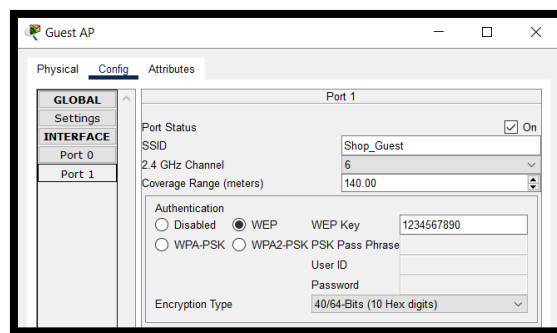 Guest AP
Physical Config Attributes
GLOBAL
Settings
INTERFACE
Port 0
Port 1
Port 1
Port Status On
SSID Shop_Guest
2.4 GHz Channel 6
Coverage Range (meters) 140.00
Authentication
Disabled WEP WEP Key 1234567890
WPA-PSK WPA2-PSK PSK Pass Phrase
User ID
Password
Encryption Type 40/64-Bits (10 Hex digits)